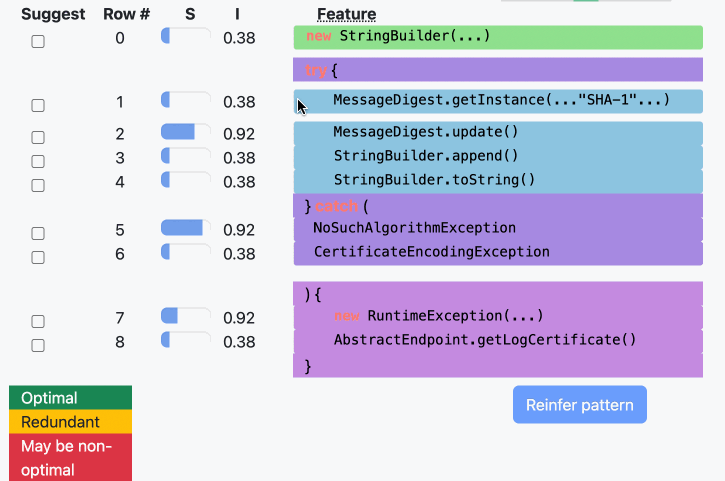 Suggest Row # S I Feature
0 0.38 new StringBuilder(...)
try {
1 0.38 MessageDigest.getInstance(..."SHA-1"...)
2 0.92 MessageDigest.update()
3 0.38 StringBuilder.append()
4 0.38 StringBuilder.toString()
} catch (
5 0.92 NoSuchAlgorithmException
6 0.38 CertificateEncodingException
) {
7 0.92 new RuntimeException(...)
8 0.38 AbstractEndpoint.getLogCertificate()
}
Optimal
Redundant
May be non-
optimal
Reinfer pattern